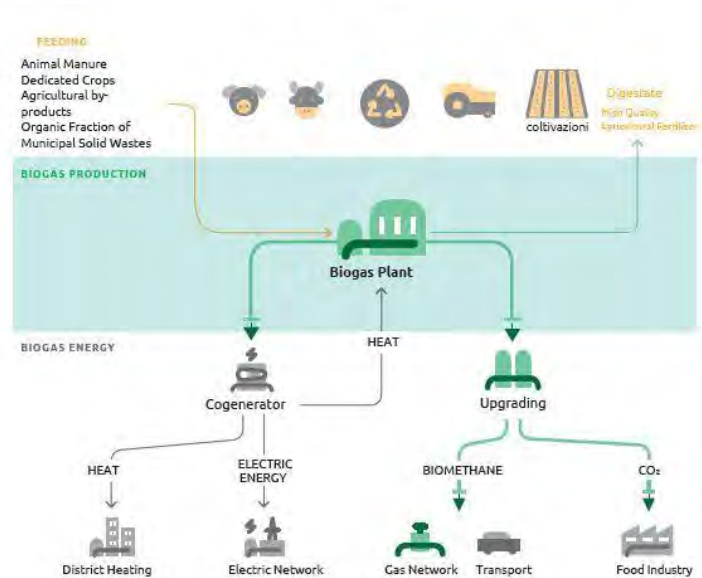 FEEDING
Animal Manure
Dedicated Crops
Agricultural by-
products
Organic Fraction of
Municipal Solid Wastes
coltivazioni
Digestate
High Quality
Agricultural Fertilizer
BIOGAS PRODUCTION
Biogas Plant
BIOGAS ENERGY
HEAT
Cogenerator
Upgrading
HEAT
ELECTRIC
ENERGY
BIOMETHANE
CO₂
District Heating
Electric Network
Gas Network
Transport
Food Industry